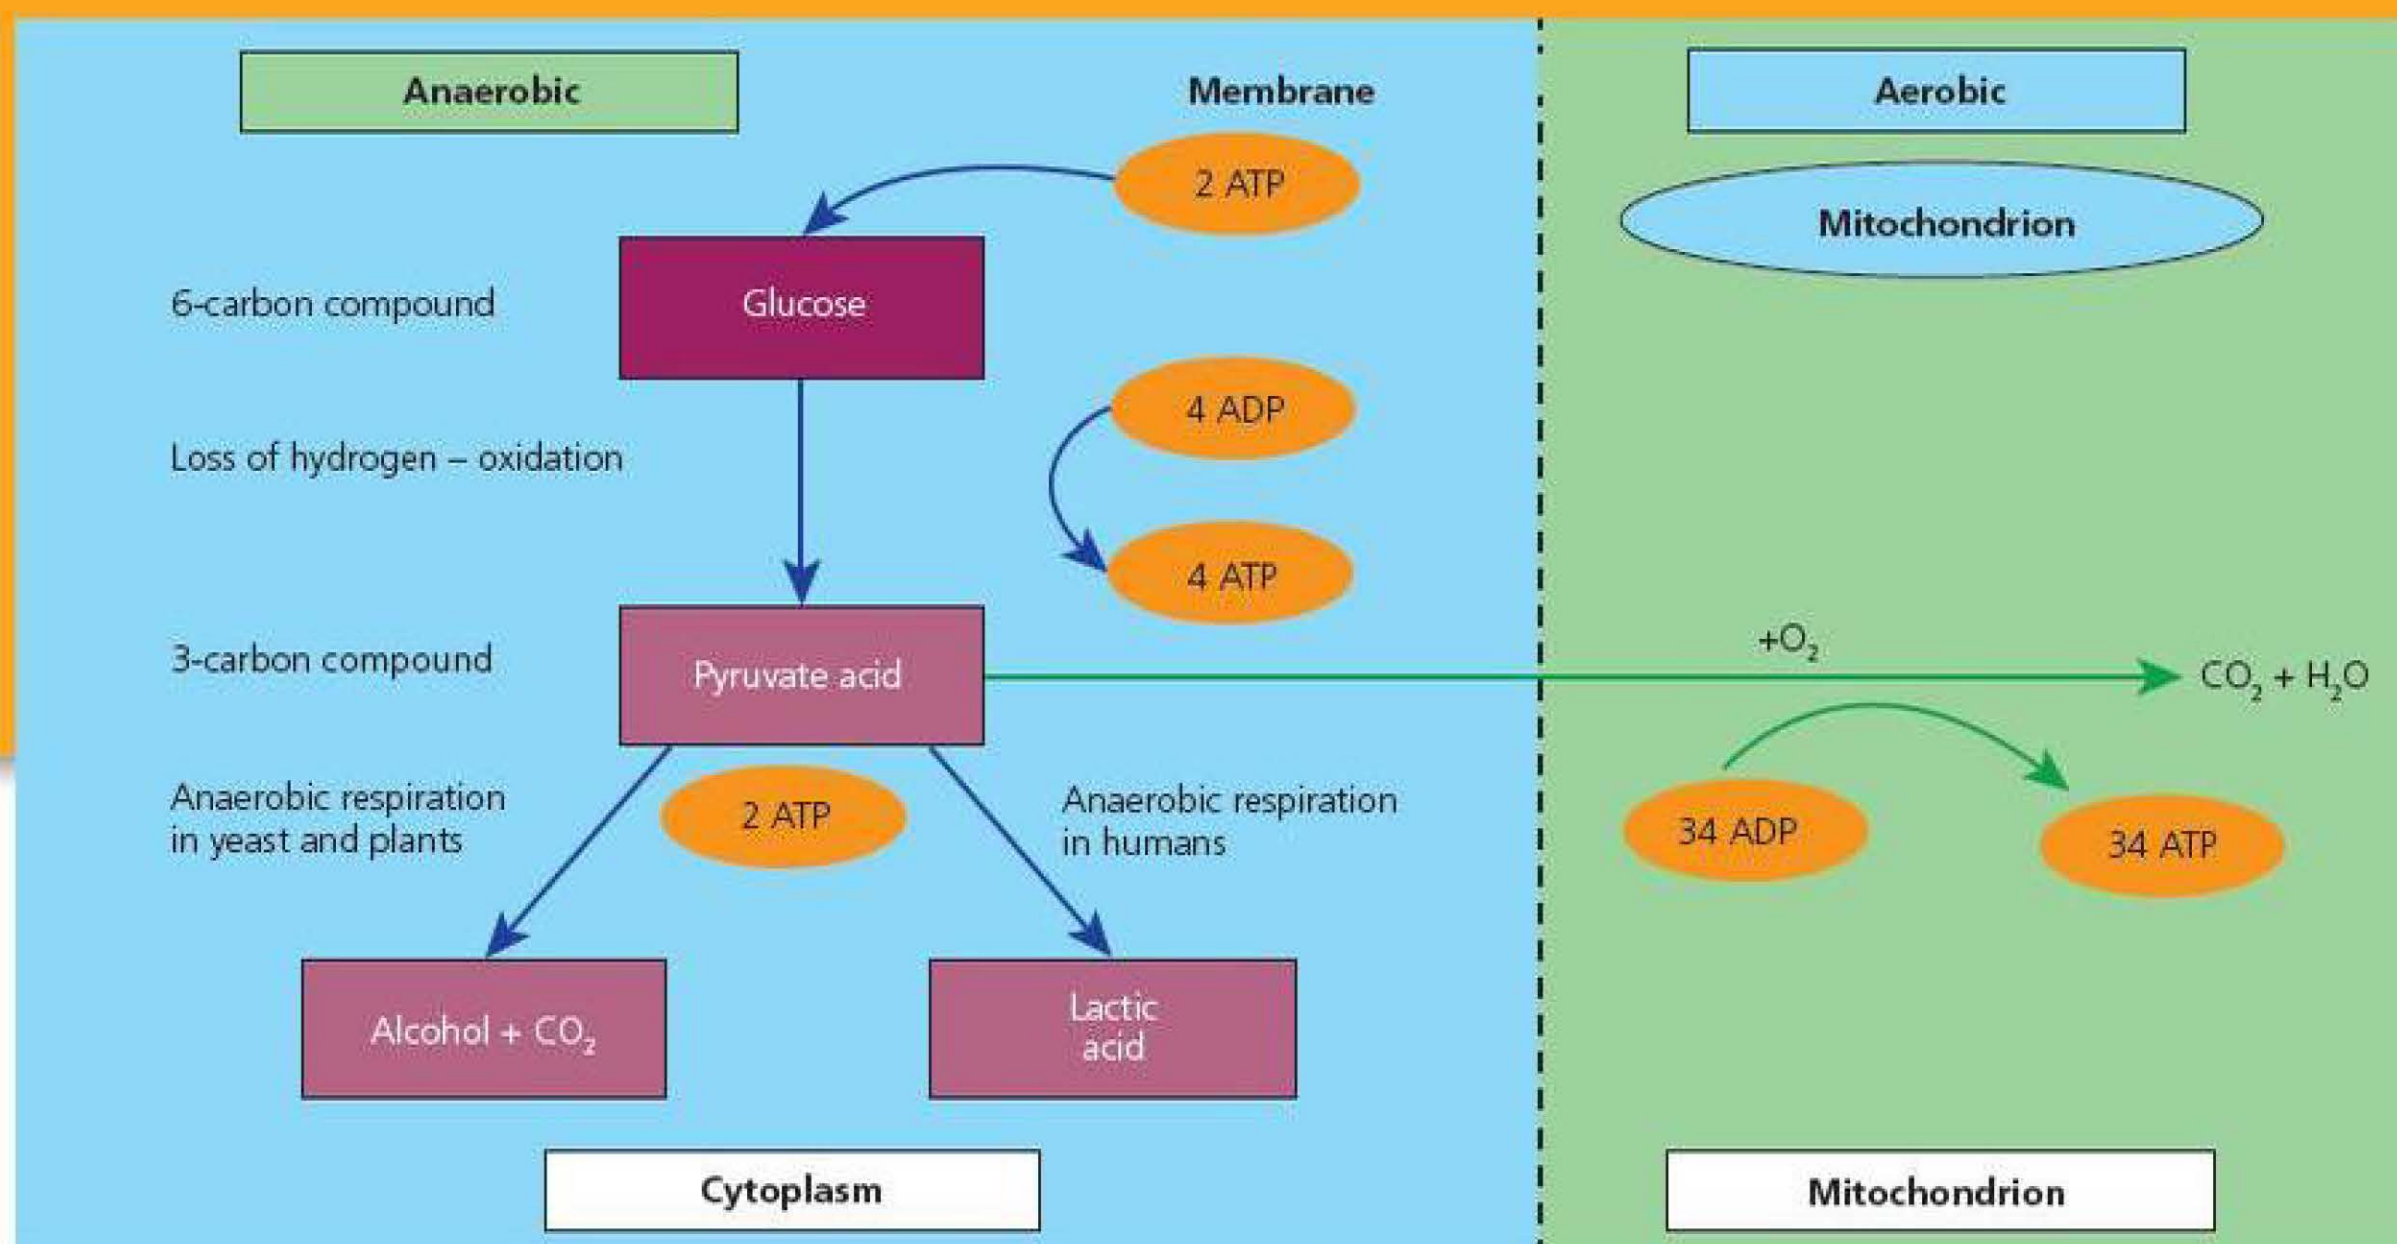 Anaerobic
Membrane
Aerobic
2 ATP
Mitochondrion
6-carbon compound
Glucose
4 ADP
Loss of hydrogen – oxidation
4 ATP
+O₂
3-carbon compound
Pyruvate acid
CO₂ + H₂O
Anaerobic respiration
in yeast and plants
2 ATP
Anaerobic respiration
in humans
34 ADP
34 ATP
Alcohol + CO₂
Lactic
acid
Cytoplasm
Mitochondrion